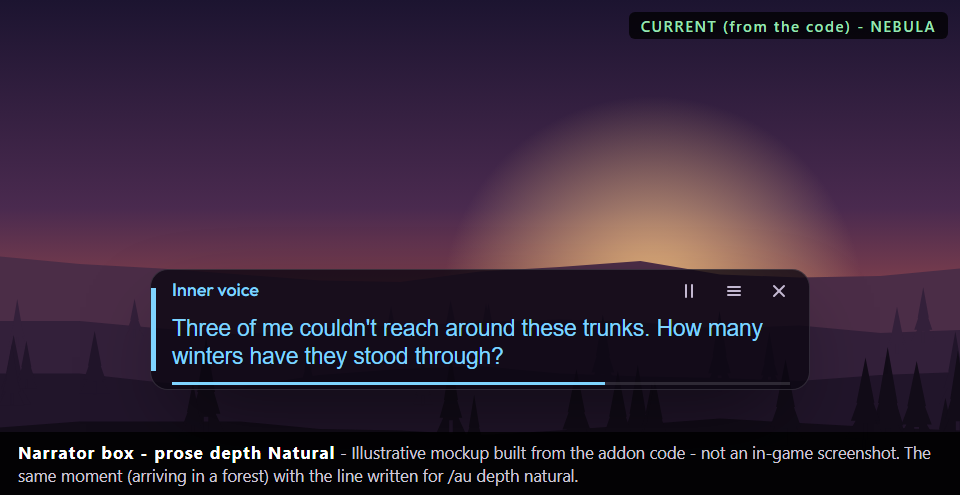 CURRENT (from the code) - NEBULA
Inner voice
Three of me couldn't reach around these trunks. How many
winters have they stood through?
Narrator box - prose depth Natural - Illustrative mockup built from the addon code - not an in-game screenshot. The
same moment (arriving in a forest) with the line written for /au depth natural.